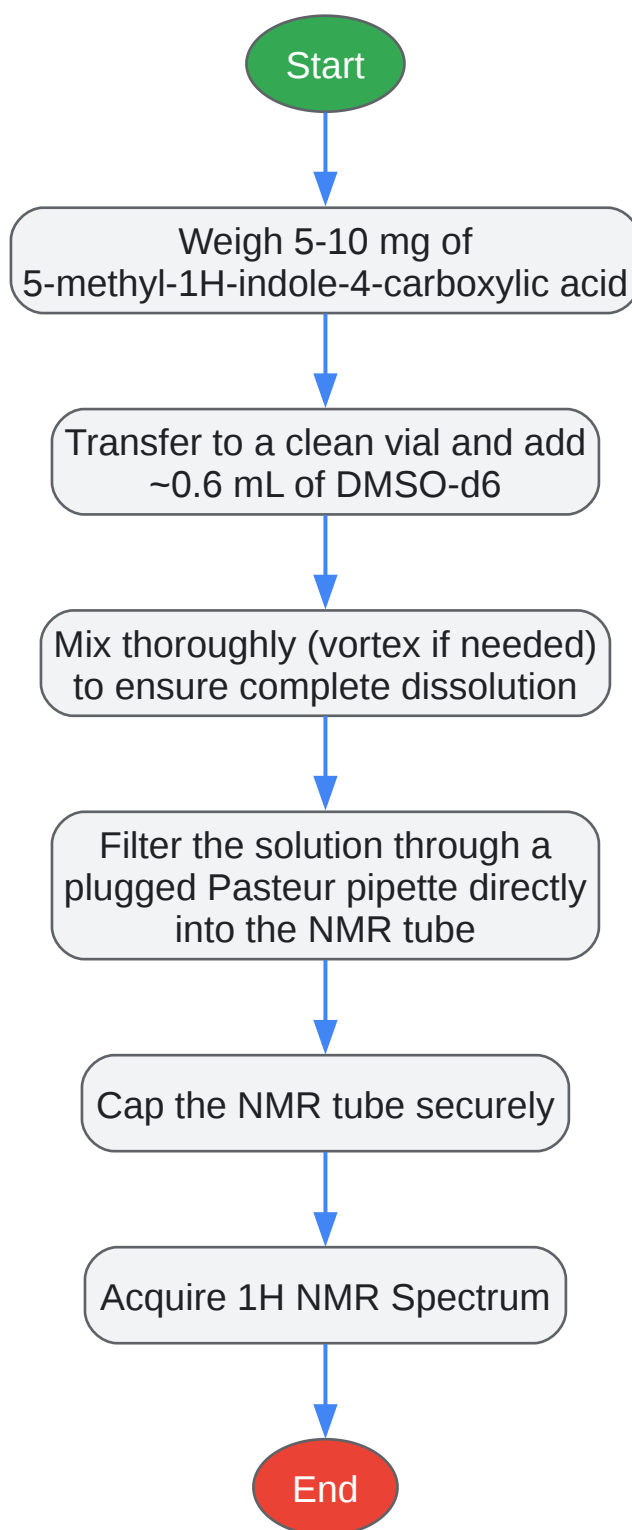 Start
Weigh 5-10 mg of
5-methyl-1H-indole-4-carboxylic acid
Transfer to a clean vial and add
~0.6 mL of DMSO-d6
Mix thoroughly (vortex if needed)
to ensure complete dissolution
Filter the solution through a
plugged Pasteur pipette directly
into the NMR tube
Cap the NMR tube securely
Acquire 1H NMR Spectrum
End